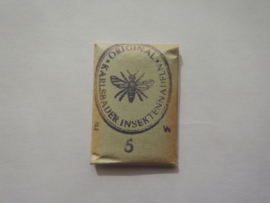 • ORIGINAL •
KARLSBADER INSEKTENNADELN
F W
5